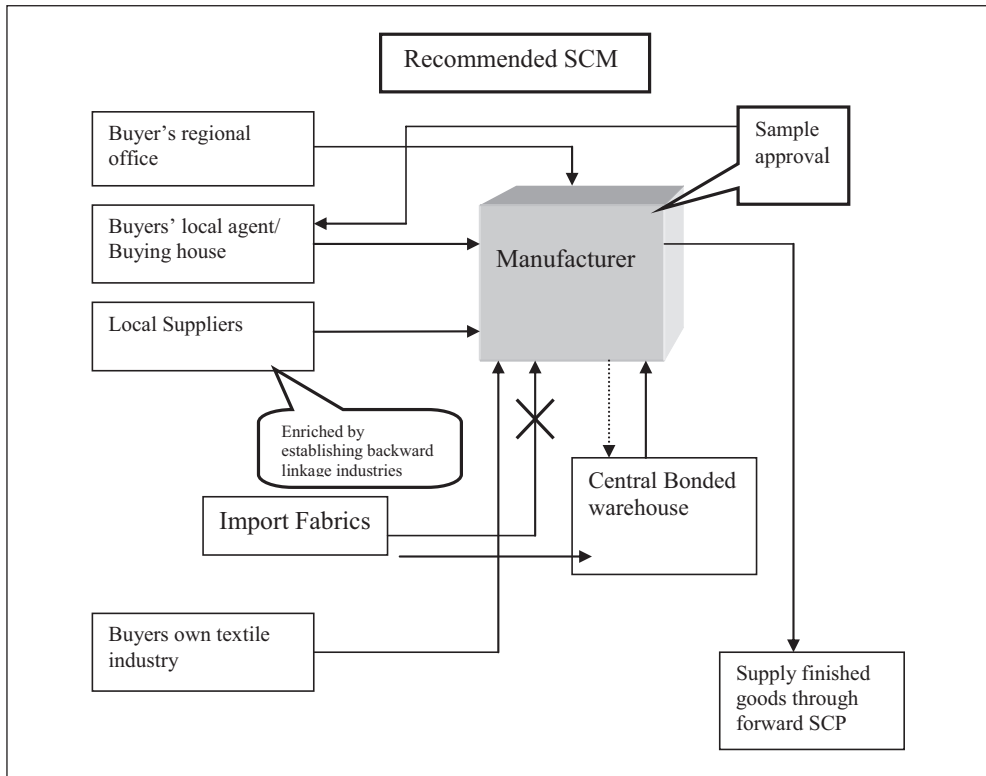 Recommended SCM
Buyer’s regional
office
Sample
approval
Buyers’ local agent/
Buying house
Manufacturer
Local Suppliers
Enriched by
establishing backward
linkage industries
Central Bonded
warehouse
Import Fabrics
Buyers own textile
industry
Supply finished
goods through
forward SCP